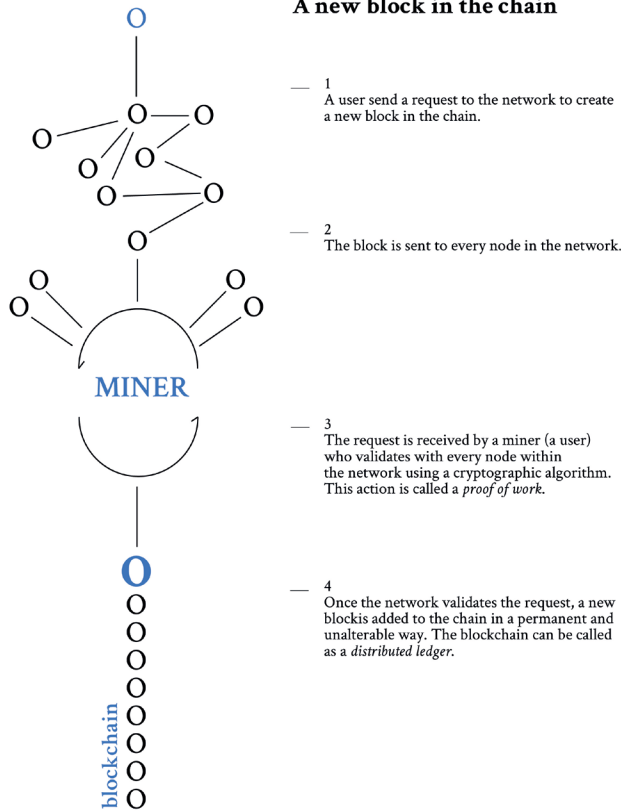 A new block in the chain
1
A user send a request to the network to create
a new block in the chain.
2
The block is sent to every node in the network.
MINER
3
The request is received by a miner (a user)
who validates with every node within
the network using a cryptographic algorithm.
This action is called a proof of work.
4
Once the network validates the request, a new
blockis added to the chain in a permanent and
unalterable way. The blockchain can be called
as a distributed ledger.
blockchain